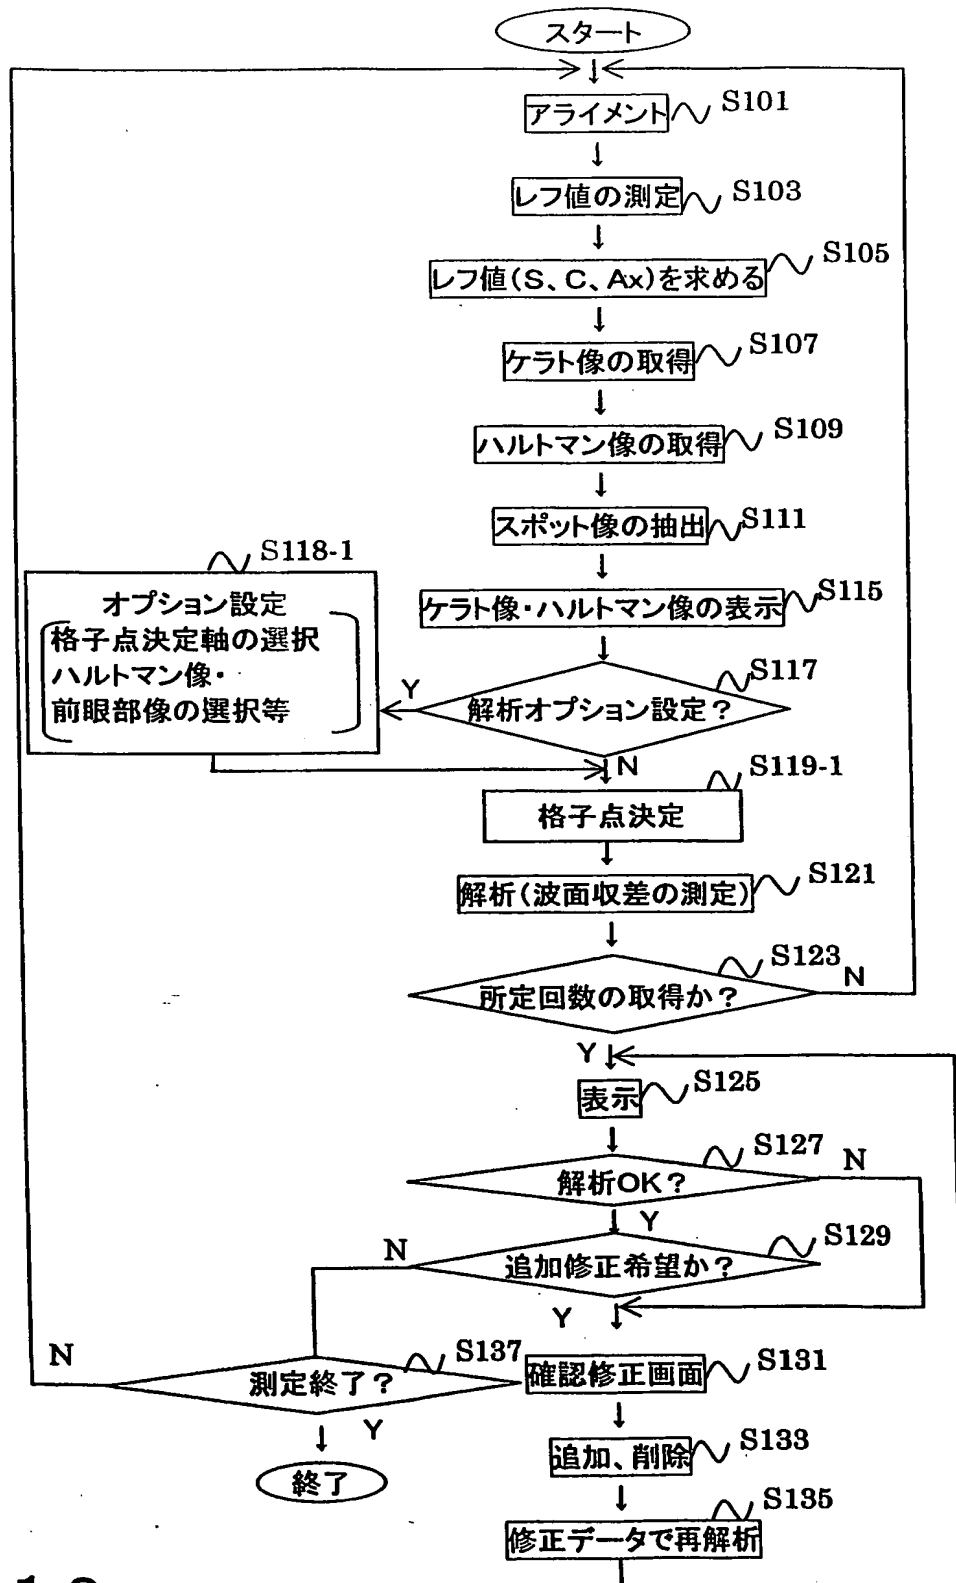 スタート
アライメント S101
レフ値の測定 S103
レフ値(S、C、Ax)を求める S105
ケラト像の取得 S107
ハルトマン像の取得 S109
スポット像の抽出 S111
ケラト像・ハルトマン像の表示 S115
S118-1
オプション設定
格子点決定軸の選択
ハルトマン像・
前眼部像の選択等
Y
解析オプション設定? S117
N
格子点決定 S119-1
解析(波面収差の測定) S121
所定回数の取得か? S123
N
Y
表示 S125
解析OK? S127
N
Y
追加修正希望か? S129
N
Y
測定終了? S137
N
Y
終了
確認修正画面 S131
追加、削除 S133
修正データで再解析 S135